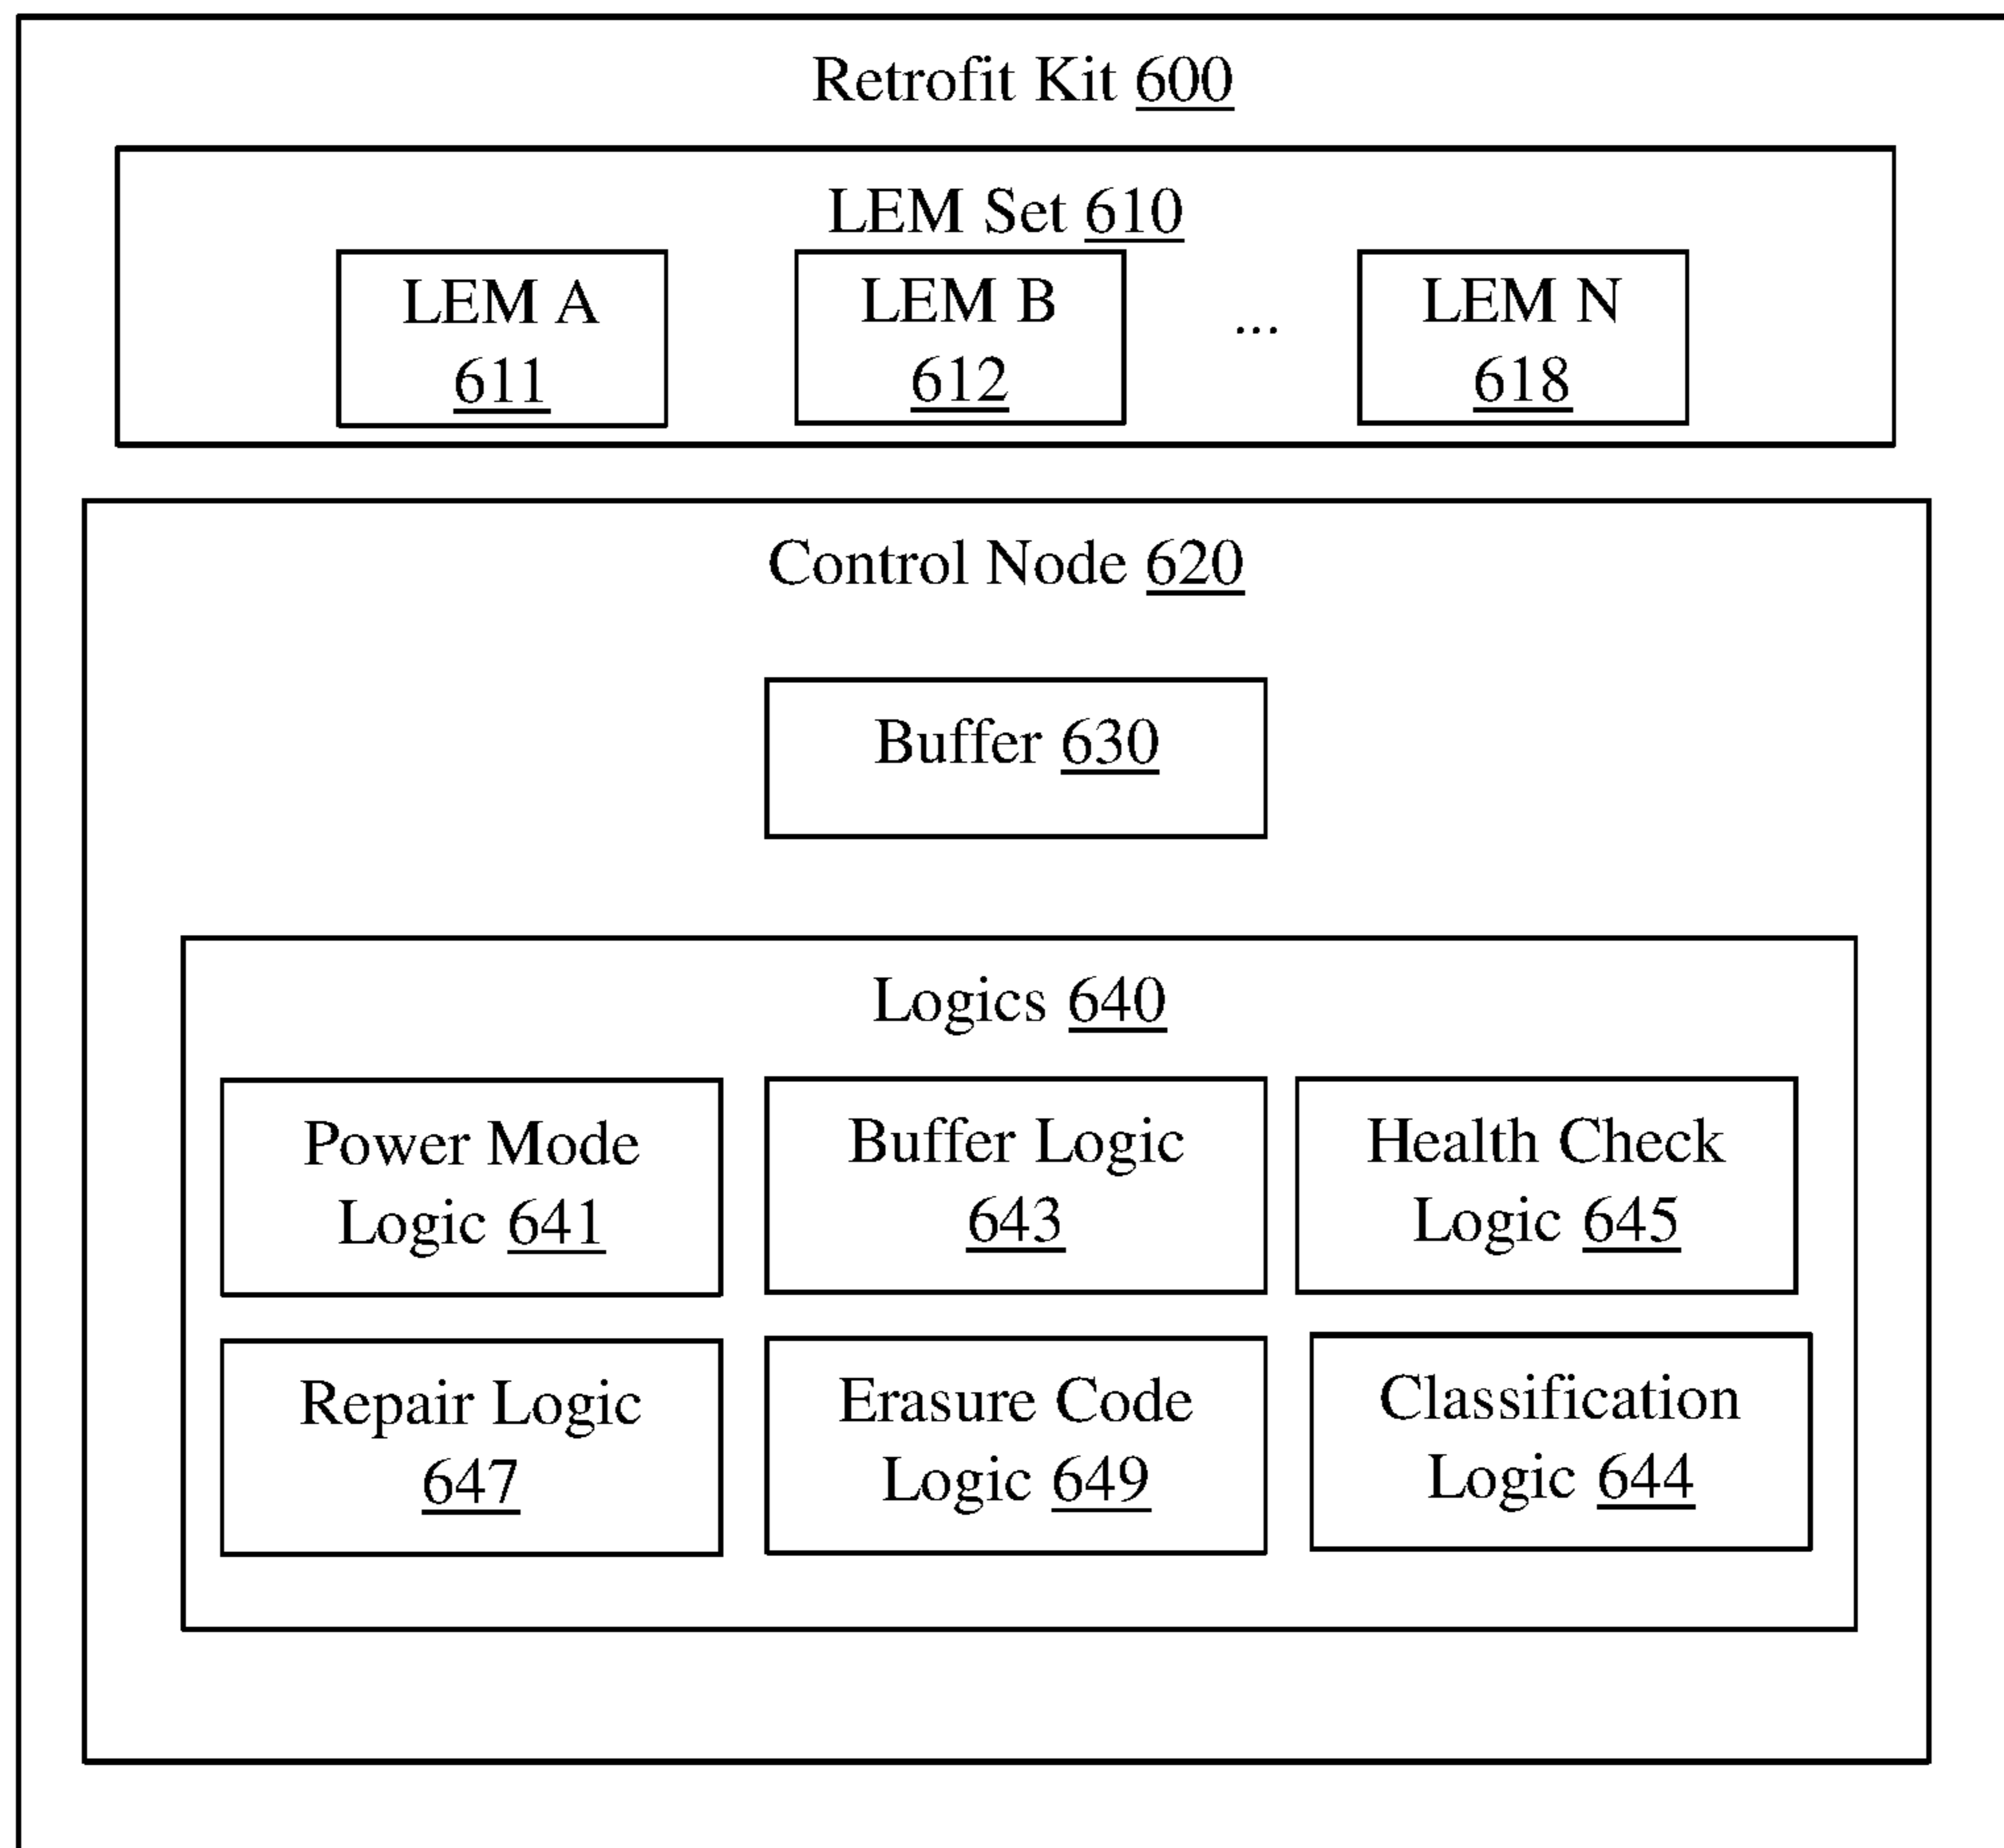 Retrofit Kit 600
LEM Set 610
LEM A
611
LEM B
612
...
LEM N
618
Control Node 620
Buffer 630
Logics 640
Power Mode
Logic 641
Buffer Logic
643
Health Check
Logic 645
Repair Logic
647
Erasure Code
Logic 649
Classification
Logic 644